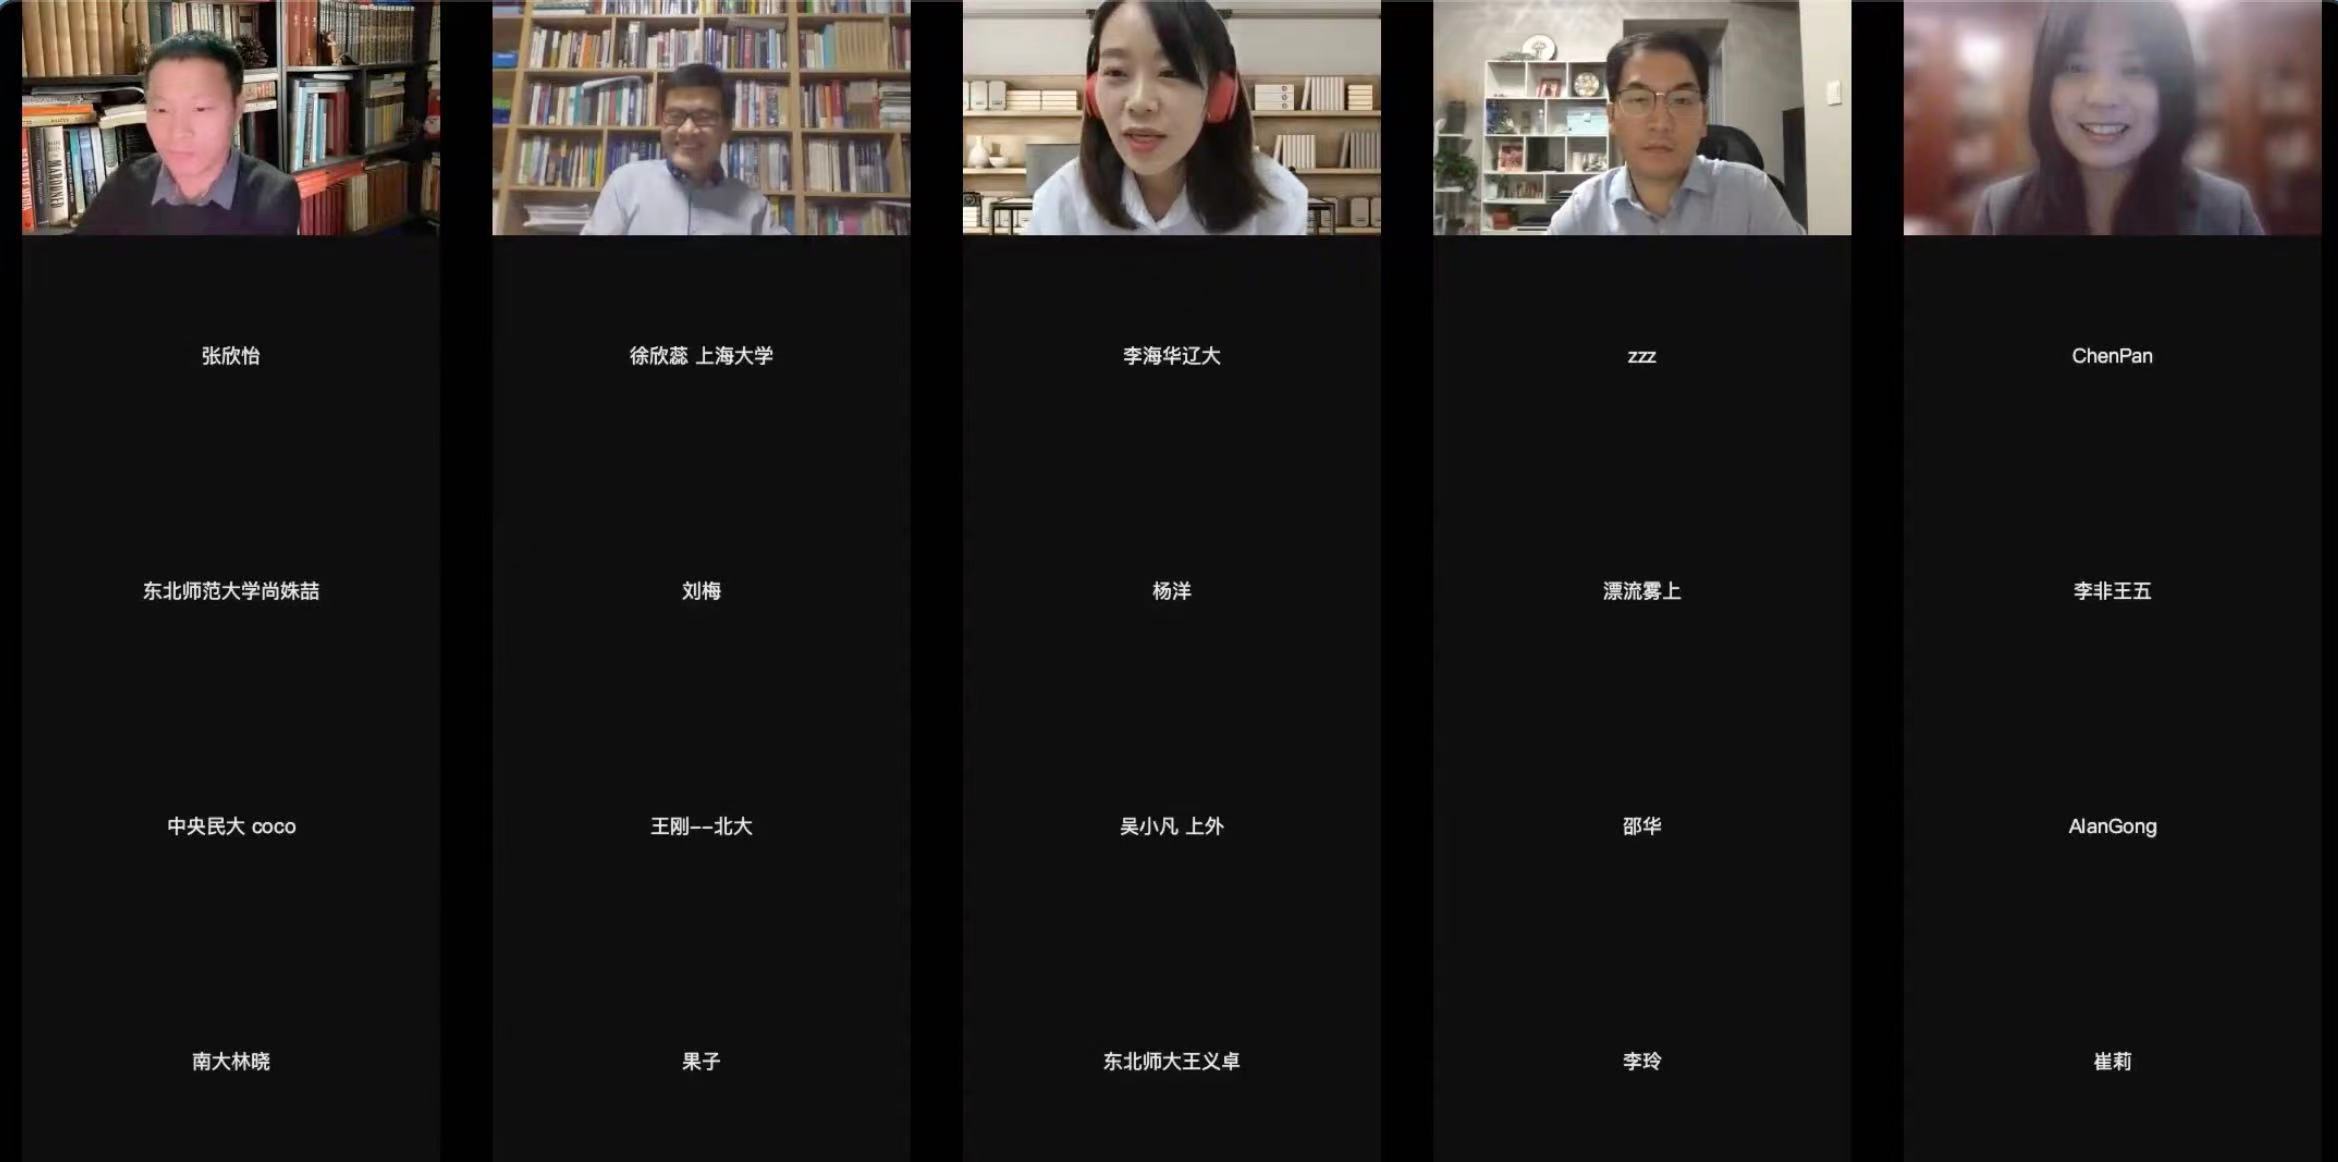 张欣怡
徐欣蕊 上海大学
李海华辽大
zzz
ChenPan
东北师范大学尚姝喆
刘梅
杨洋
漂流雾上
李非王五
中央民大 coco
王刚--北大
吴小凡 上外
邵华
AlanGong
南大林晓
果子
东北师大王义卓
李玲
崔莉